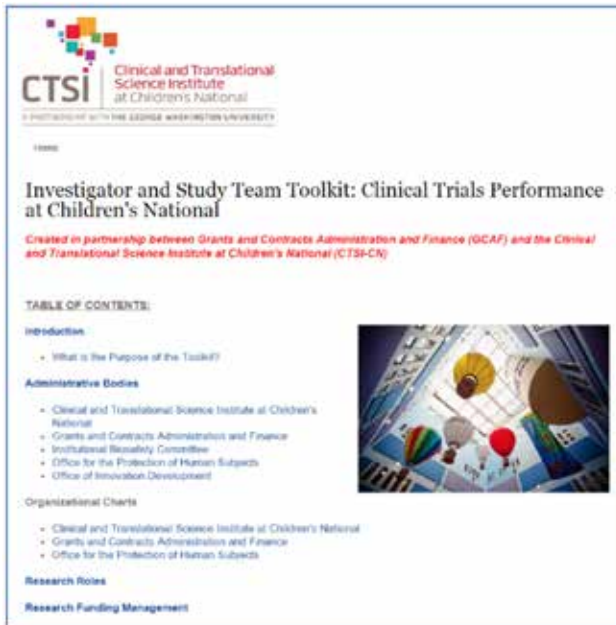 CTSi
Clinical and Translational
Science Institute
at Children's National
A PARTNERSHIP WITH THE GEORGE WASHINGTON UNIVERSITY
Home
Investigator and Study Team Toolkit: Clinical Trials Performance
at Children's National
Created in partnership between Grants and Contracts Administration and Finance (GCAF) and the Clinical
and Translational Science Institute at Children's National (CTSI-CN)
TABLE OF CONTENTS:
Introduction
• What is the Purpose of the Toolkit?
Administrative Bodies
• Clinical and Translational Science Institute at Children's
National
• Grants and Contracts Administration and Finance
• Institutional Biosafety Committee
• Office for the Protection of Human Subjects
• Office of Innovation Development
Organizational Charts
• Clinical and Translational Science Institute at Children's National
• Grants and Contracts Administration and Finance
• Office for the Protection of Human Subjects
Research Roles
Research Funding Management